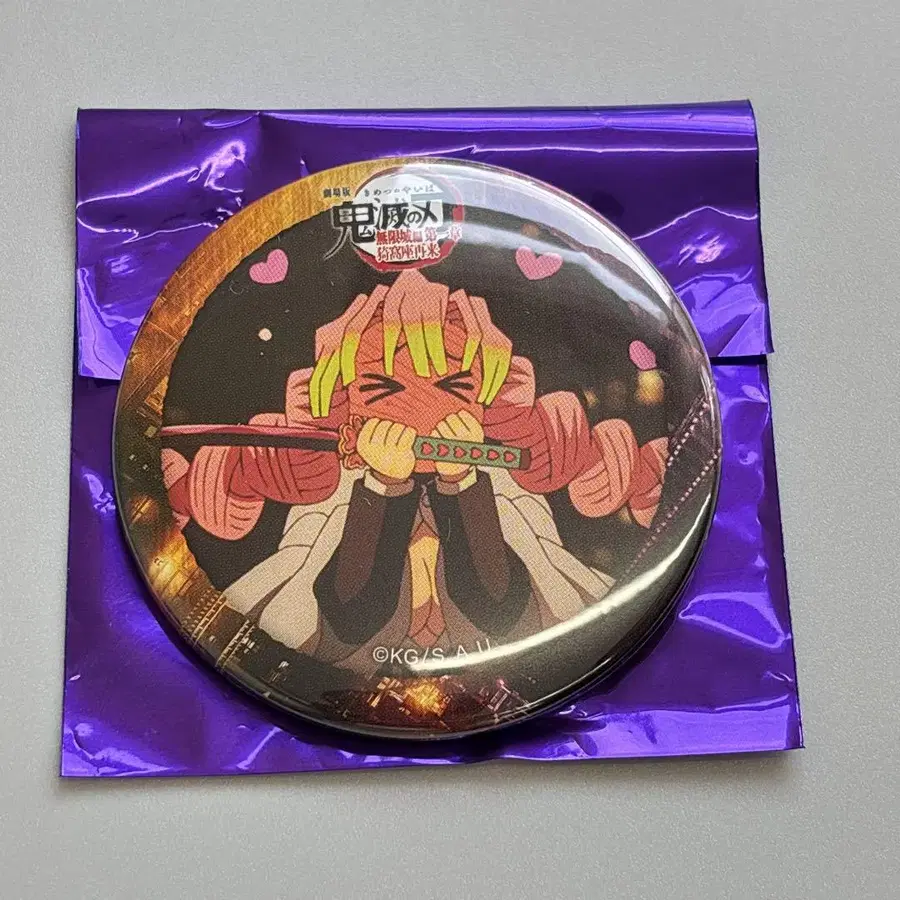 劇場版
きめつのやいば
鬼滅の刃
無限城編 第一章
猗窩座再来
©KG/S,A,U